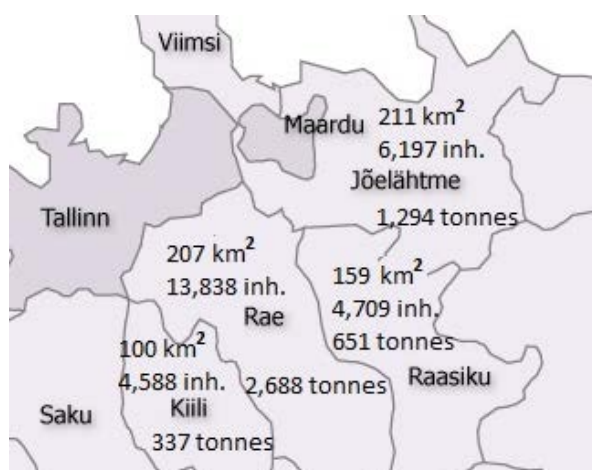 Viimsi
Maardu
211 km²
6,197 inh.
Jõelähtme
1,294 tonnes
Tallinn
207 km²
13,838 inh.
Rae
2,688 tonnes
159 km²
4,709 inh.
651 tonnes
Raasiku
100 km²
4,588 inh.
Kiili
337 tonnes
Saku